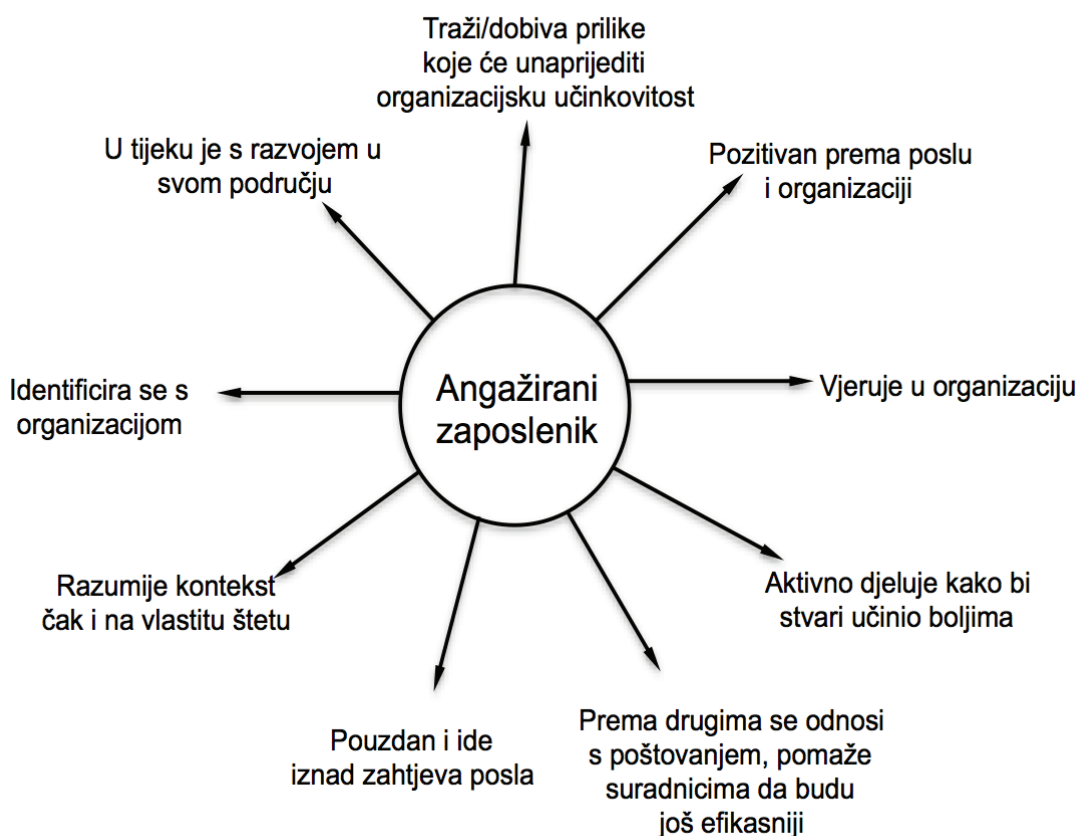 Traži/dobiva prilike
koje će unaprijediti
organizacijsku učinkovitost
U tijeku je s razvojem u
svom području
Pozitivan prema poslu
i organizaciji
Identificira se s
organizacijom
Angažirani
zaposlenik
Vjeruje u organizaciju
Razumije kontekst
čak i na vlastitu štetu
Aktivno djeluje kako bi
stvari učinio boljima
Pouzdan i ide
iznad zahtjeva posla
Prema drugima se odnosi
s poštovanjem, pomaže
suradnicima da budu
još efikasniji